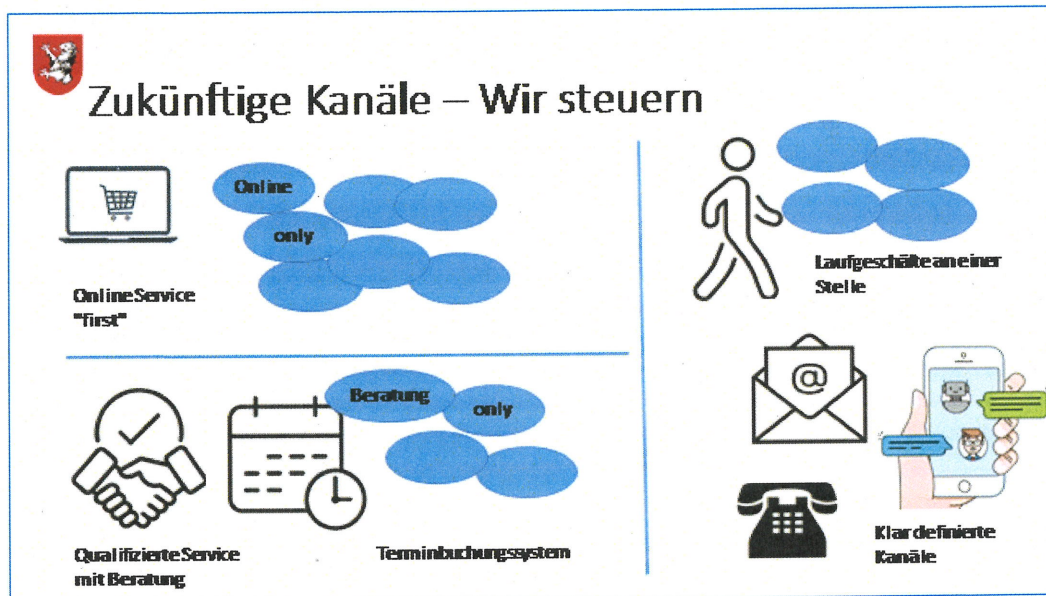 Zukünftige Kanäle – Wir steuern
Online
only
Online Service
"first"
Beratung
only
Qualifizierte Service
mit Beratung
Terminbuchungssystem
Laufgeschäfte an einer
Stelle
@
Klar definierte
Kanäle